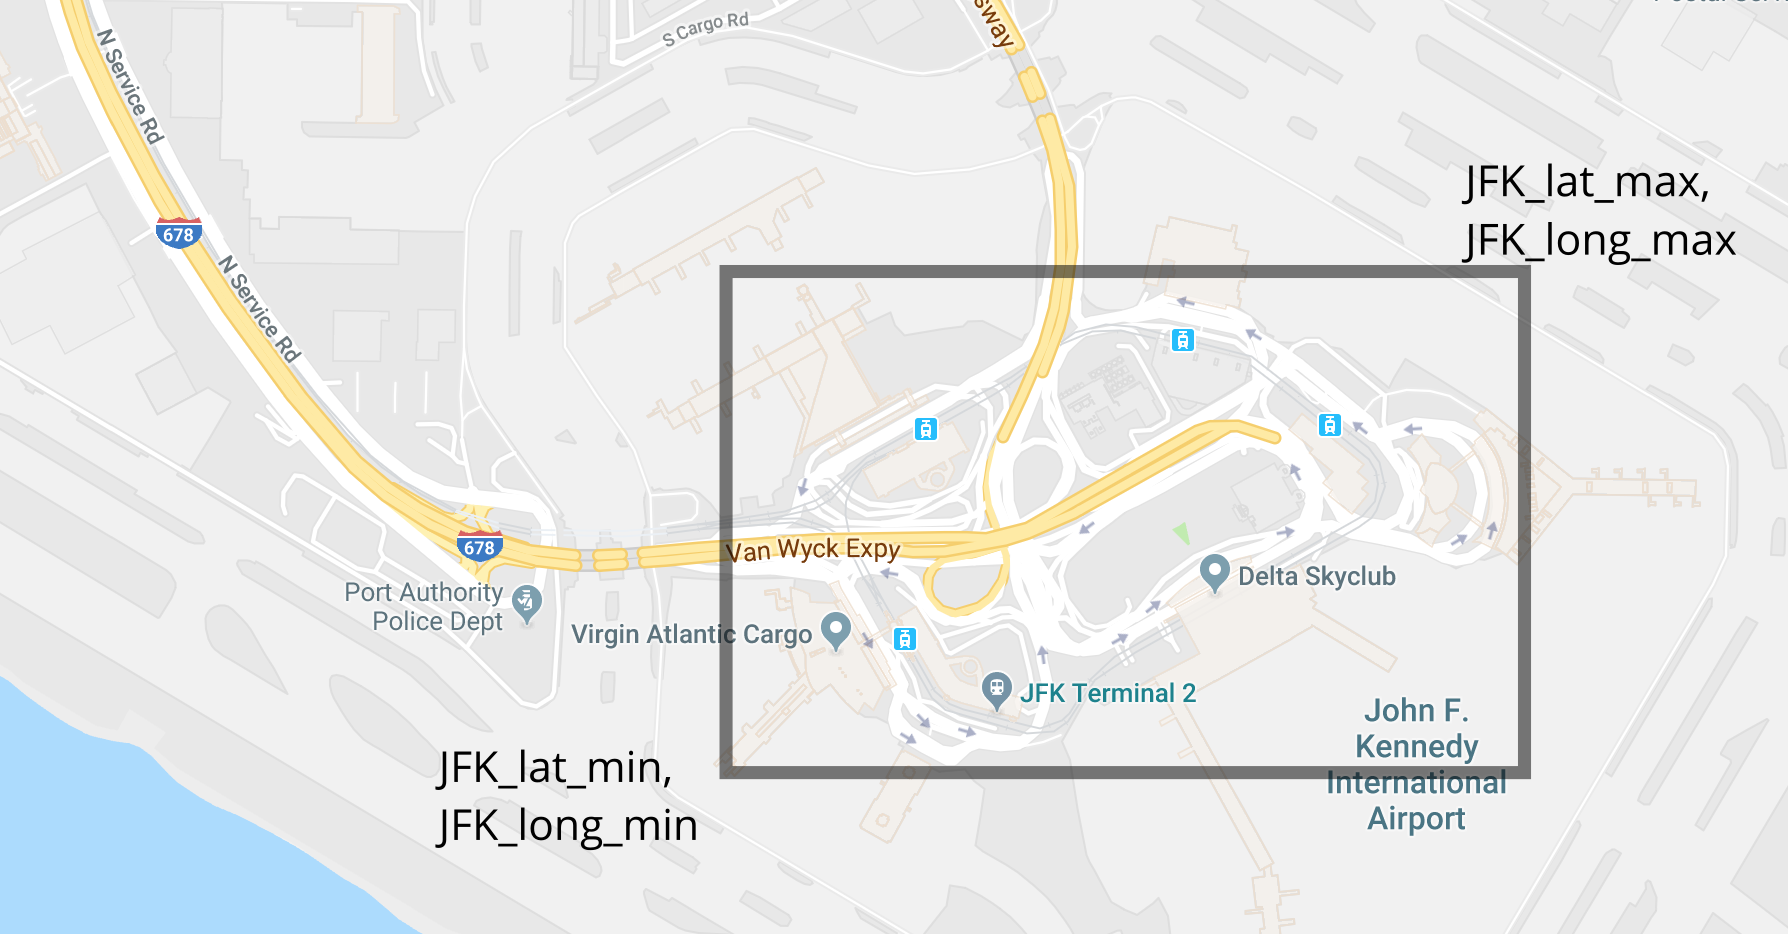 sway
S Cargo Rd
N Service Rd
JFK_lat_max,
JFK_long_max
678
N Service Rd
Van Wyck Expy
678
Port Authority
Police Dept
Delta Skyclub
Virgin Atlantic Cargo
JFK Terminal 2
John F.
Kennedy
International
Airport
JFK_lat_min,
JFK_long_min